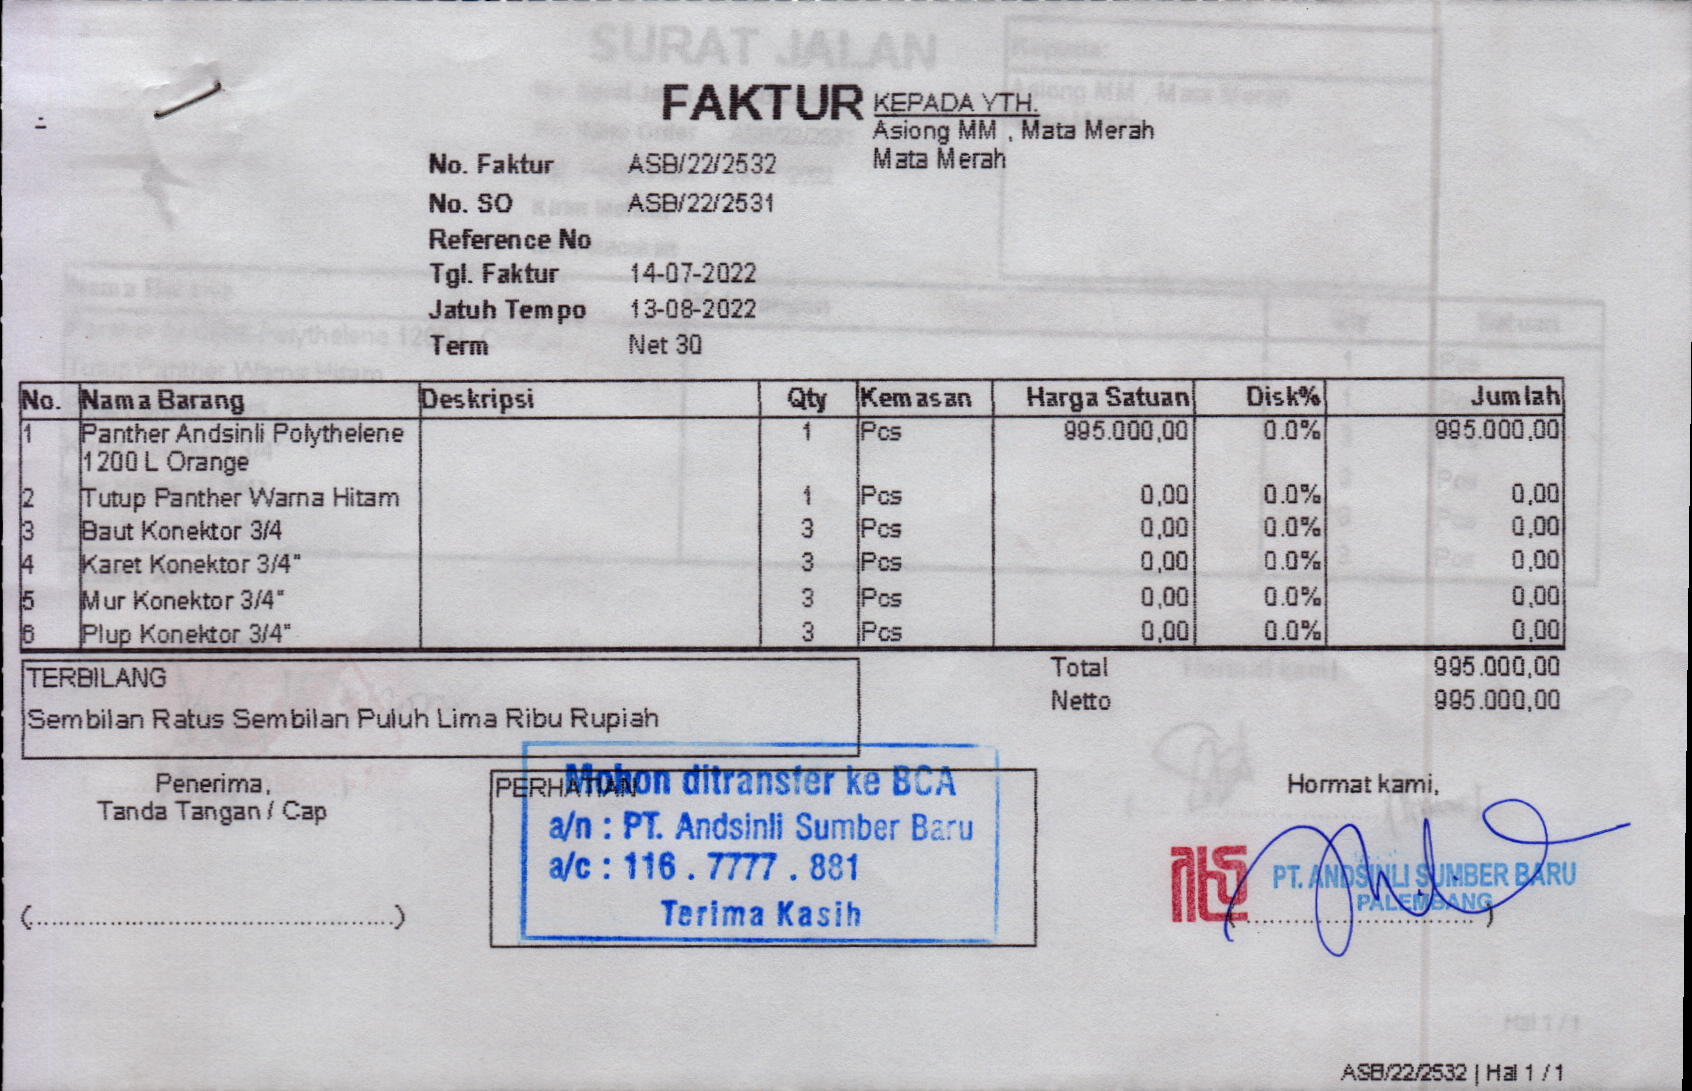 FAKTUR
KEPADA YTH.
Asiong MM , Mata Merah
Mata Merah
No. Faktur ASB/22/2532
No. SO ASB/22/2531
Reference No
Tgl. Faktur 14-07-2022
Jatuh Tempo 13-08-2022
Term Net 30
No. Nama Barang Deskripsi Qty Kemasan Harga Satuan Disk% Jumlah
1 Panther Andsinli Polythelene 1 Pcs 995.000,00 0.0% 995.000,00
1200 L Orange
2 Tutup Panther Warna Hitam 1 Pcs 0,00 0.0% 0,00
3 Baut Konektor 3/4 3 Pcs 0,00 0.0% 0,00
4 Karet Konektor 3/4" 3 Pcs 0,00 0.0% 0,00
5 Mur Konektor 3/4" 3 Pcs 0,00 0.0% 0,00
6 Plup Konektor 3/4" 3 Pcs 0,00 0.0% 0,00
TERBILANG
Sembilan Ratus Sembilan Puluh Lima Ribu Rupiah
Total 995.000,00
Netto 995.000,00
Penerima,
Tanda Tangan / Cap
(..................................................)
PERHATIAN
Mohon ditransfer ke BCA
a/n : PT. Andsinli Sumber Baru
a/c : 116 . 7777 . 881
Terima Kasih
Hormat kami,
PT. ANDSINLI SUMBER BARU
PALEMBANG
SURAT JALAN
ASB/22/2532 | Hal 1 / 1